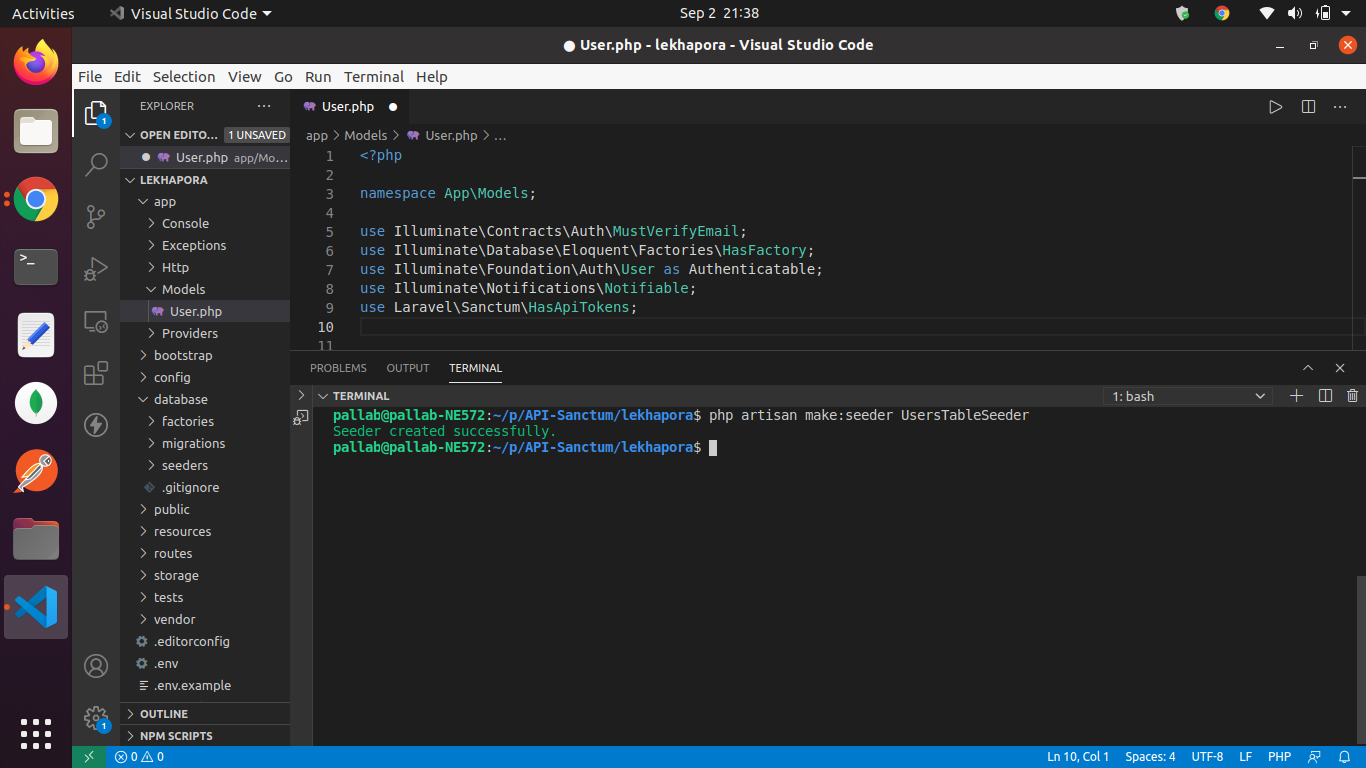 Activities
Visual Studio Code
Sep 2 21:38
● User.php - lekhapora - Visual Studio Code
File Edit Selection View Go Run Terminal Help
1
1
EXPLORER ...
OPEN EDITO... 1 UNSAVED
● User.php app/Mo...
LEKHAPORA
app
Console
Exceptions
Http
Models
User.php
Providers
bootstrap
config
database
factories
migrations
seeders
.gitignore
public
resources
routes
storage
tests
vendor
.editorconfig
.env
.env.example
OUTLINE
NPM SCRIPTS
User.php ●
app > Models > User.php > ...
1 <?php
2
3 namespace App\Models;
4
5 use Illuminate\Contracts\Auth\MustVerifyEmail;
6 use Illuminate\Database\Eloquent\Factories\HasFactory;
7 use Illuminate\Foundation\Auth\User as Authenticatable;
8 use Illuminate\Notifications\Notifiable;
9 use Laravel\Sanctum\HasApiTokens;
10
11
PROBLEMS OUTPUT TERMINAL
TERMINAL
1: bash
pallab@pallab-NE572:~/p/API-Sanctum/lekhapora$ php artisan make:seeder UsersTableSeeder
Seeder created successfully.
pallab@pallab-NE572:~/p/API-Sanctum/lekhapora$
0 0
Ln 10, Col 1 Spaces: 4 UTF-8 LF PHP